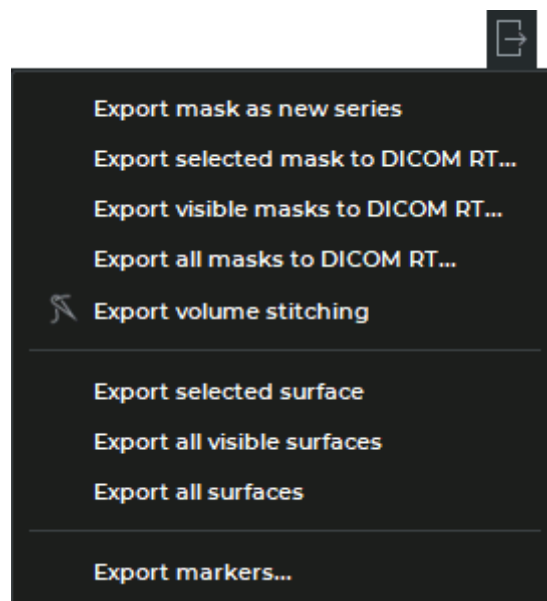 Export mask as new series
Export selected mask to DICOM RT...
Export visible masks to DICOM RT...
Export all masks to DICOM RT...
Export volume stitching
Export selected surface
Export all visible surfaces
Export all surfaces
Export markers...